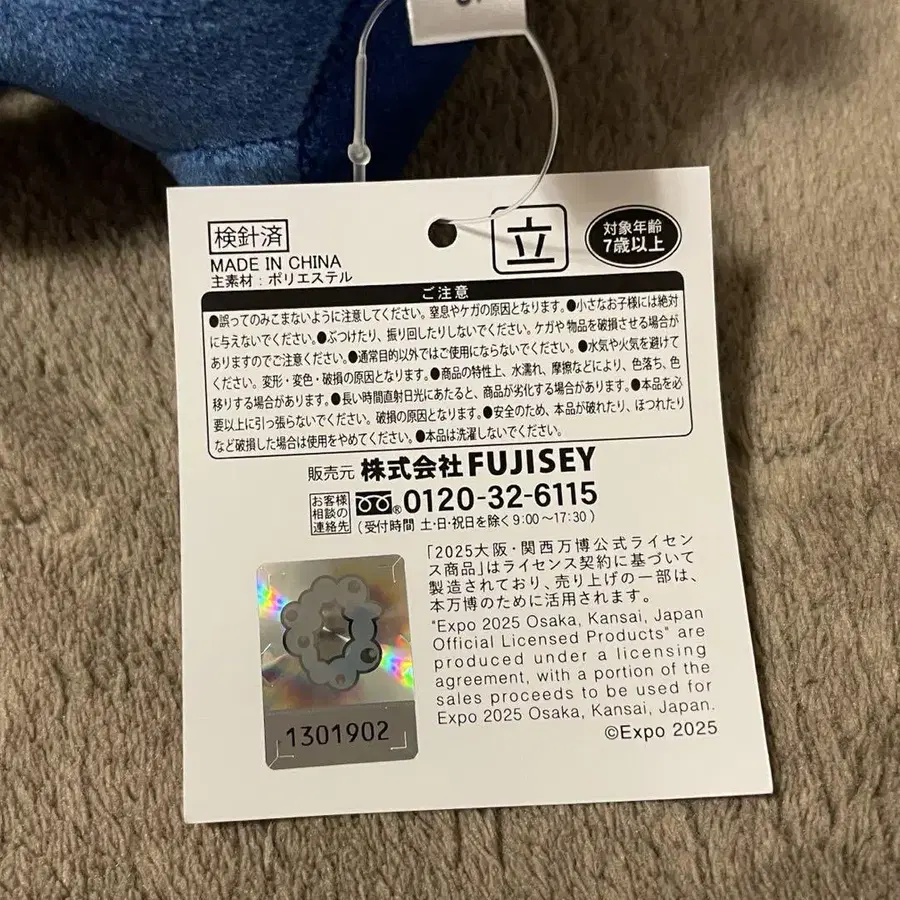 検針済
MADE IN CHINA
主素材：ポリエステル
立
対象年齢
7歳以上
ご注意
●誤ってのみこまないように注意してください。窒息やケガの原因となります。●小さなお子様には絶対
に与えないでください。●ぶつけたり、振り回したりしないでください。ケガや物品を破損させる場合が
ありますのでご注意ください。●通常目的以外ではご使用にならないでください。●水気や火気を避けて
ください。変形・変色・破損の原因となります。●商品の特性上、水濡れ、摩擦などにより、色落ち、色
移りする場合があります。●長い時間直射日光にあたると、商品が劣化する場合があります。●本品を必
要以上に引っ張らないでください。破損の原因となります。●安全のため、本品が破れたり、ほつれたり
など破損した場合は使用をやめてください。●本品は洗濯しないでください。
販売元 株式会社FUJISEY
お客様
相談の
連絡先
®0120-32-6115
(受付時間 土・日・祝日を除く9:00〜17:30)
「2025大阪・関西万博公式ライセン
ス商品」はライセンス契約に基づいて
製造されており、売り上げの一部は、
本万博のために活用されます。
"Expo 2025 Osaka, Kansai, Japan
Official Licensed Products" are
produced under a licensing
agreement, with a portion of the
sales proceeds to be used for
Expo 2025 Osaka, Kansai, Japan.
©Expo 2025
1301902